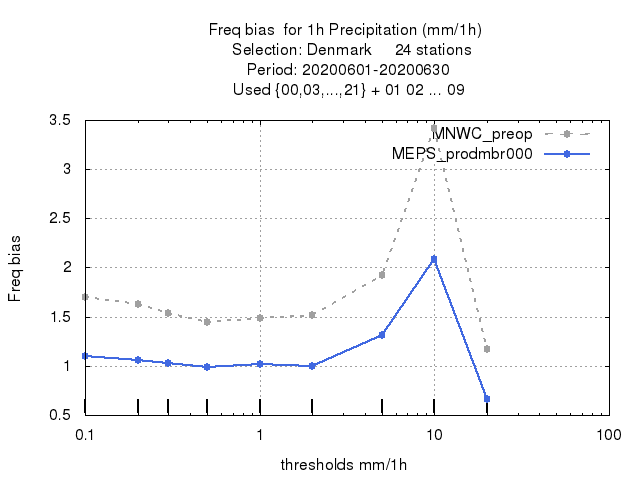 Freq bias  for 1h Precipitation (mm/1h)
Selection: Denmark     24 stations
Period: 20200601-20200630
Used {00,03,...,21} + 01 02 ... 09
3.5
3
2.5
2
1.5
1
0.5
Freq bias
MNWC_preop
MEPS_prodmbr000
0.1 1 10 100
thresholds mm/1h